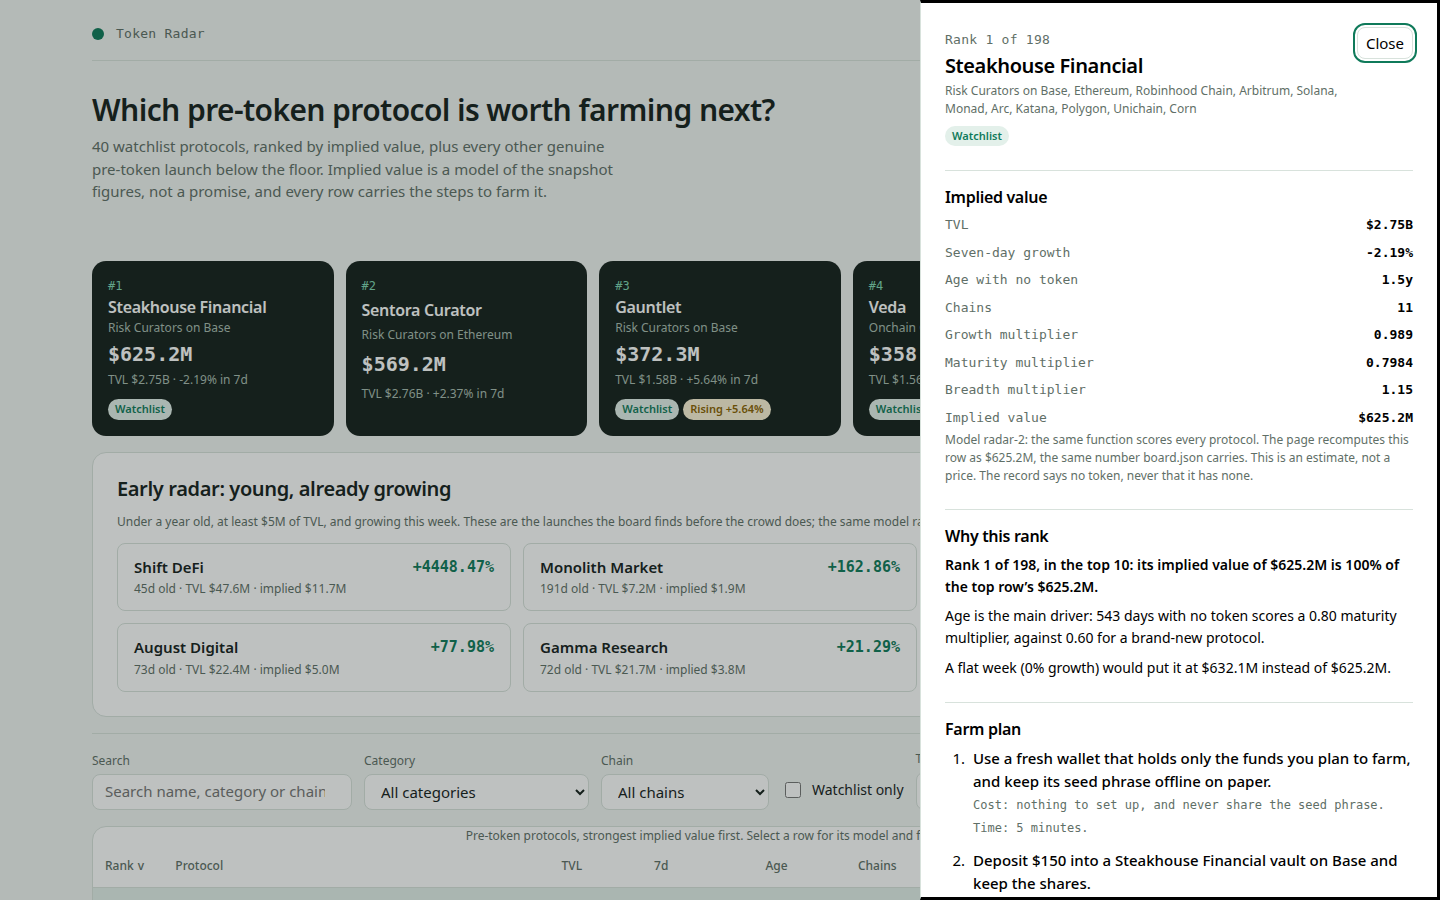 Token Radar
Which pre-token protocol is worth farming next?
40 watchlist protocols, ranked by implied value, plus every other genuine
pre-token launch below the floor. Implied value is a model of the snapshot
figures, not a promise, and every row carries the steps to farm it.
#1
Steakhouse Financial
Risk Curators on Base
$625.2M
TVL $2.75B · -2.19% in 7d
Watchlist
#2
Sentora Curator
Risk Curators on Ethereum
$569.2M
TVL $2.76B · +2.37% in 7d
#3
Gauntlet
Risk Curators on Base
$372.3M
TVL $1.58B · +5.64% in 7d
Watchlist
Rising +5.64%
#4
Veda
Onchain
$358
TVL $1.56
Early radar: young, already growing
Under a year old, at least $5M of TVL, and growing this week. These are the launches the board finds before the crowd does; the same model
Shift DeFi
+4448.47%
45d old · TVL $47.6M · implied $11.7M
Monolith Market
+162.86%
191d old · TVL $7.2M · implied $1.9M
August Digital
+77.98%
73d old · TVL $22.4M · implied $5.0M
Gamma Research
+21.29%
72d old · TVL $21.7M · implied $3.8M
Search
Category
Chain
Search name, category or chain
All categories
All chains
Watchlist only
Pre-token protocols, strongest implied value first. Select a row for its model and
Rank v
Protocol
TVL
7d
Age
Chains
Rank 1 of 198
Close
Steakhouse Financial
Risk Curators on Base, Ethereum, Robinhood Chain, Arbitrum, Solana,
Monad, Arc, Katana, Polygon, Unichain, Corn
Watchlist
Implied value
TVL $2.75B
Seven-day growth -2.19%
Age with no token 1.5y
Chains 11
Growth multiplier 0.989
Maturity multiplier 0.7984
Breadth multiplier 1.15
Implied value $625.2M
Model radar-2: the same function scores every protocol. The page recomputes this
row as $625.2M, the same number board.json carries. This is an estimate, not a
price. The record says no token, never that it has none.
Why this rank
Rank 1 of 198, in the top 10: its implied value of $625.2M is 100% of
the top row’s $625.2M.
Age is the main driver: 543 days with no token scores a 0.80 maturity
multiplier, against 0.60 for a brand-new protocol.
A flat week (0% growth) would put it at $632.1M instead of $625.2M.
Farm plan
1. Use a fresh wallet that holds only the funds you plan to farm,
and keep its seed phrase offline on paper.
Cost: nothing to set up, and never share the seed phrase.
Time: 5 minutes.
2. Deposit $150 into a Steakhouse Financial vault on Base and
keep the shares.